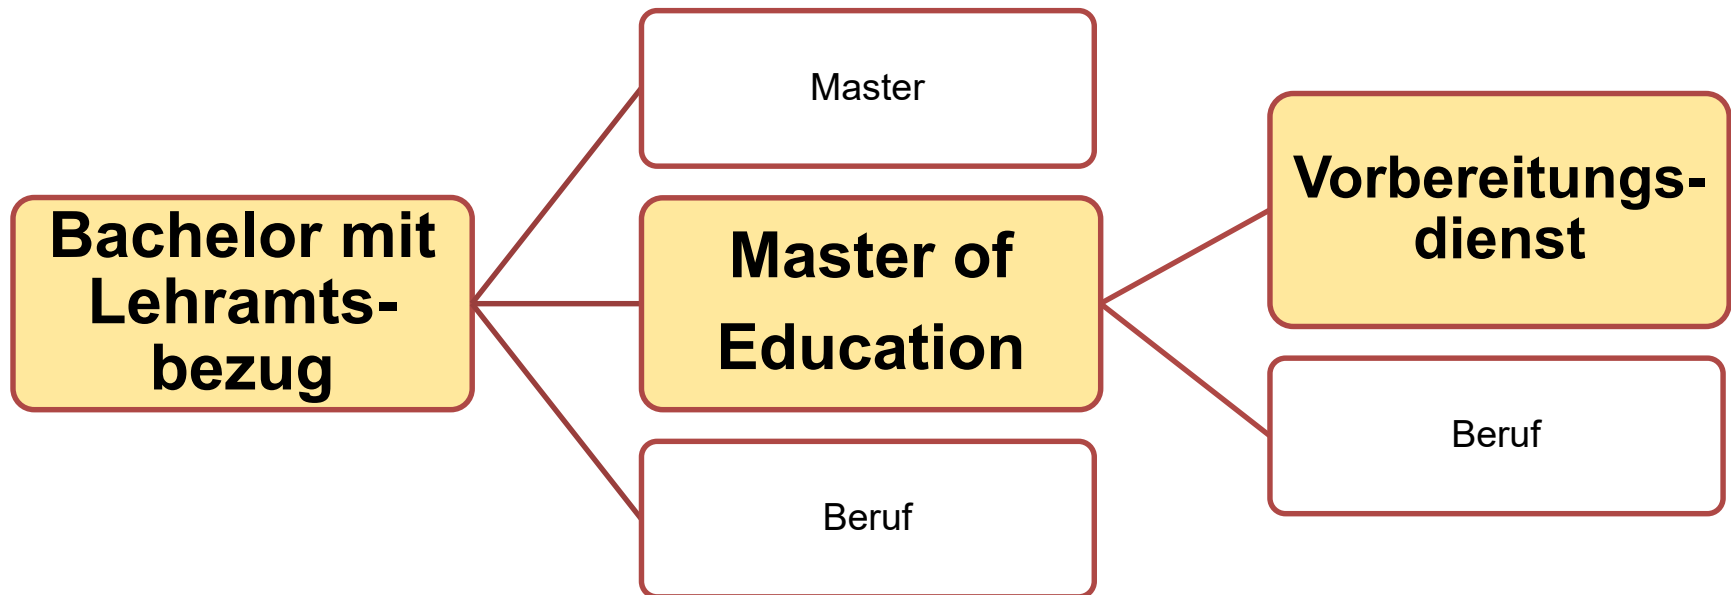 Bachelor mit
Lehramts-
bezug
Master
Master of
Education
Beruf
Vorbereitungs-
dienst
Beruf